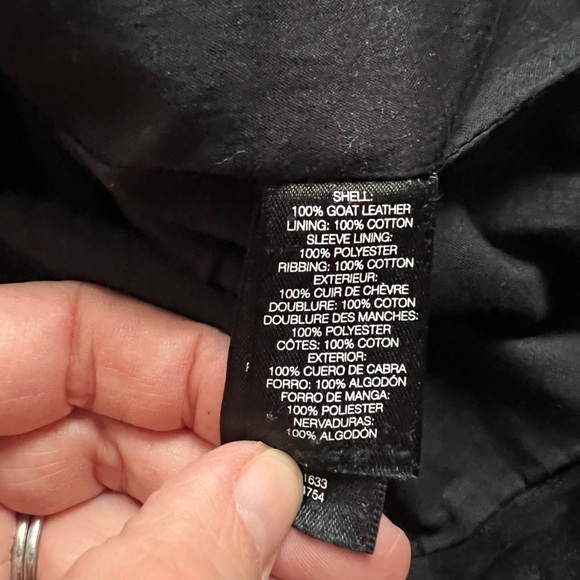 SHELL:
100% GOAT LEATHER
LINING: 100% COTTON
SLEEVE LINING:
100% POLYESTER
RIBBING: 100% COTTON
EXTERIEUR:
100% CUIR DE CHÈVRE
DOUBLURE: 100% COTON
DOUBLURE DES MANCHES:
100% POLYESTER
CÔTES: 100% COTON
EXTERIOR:
100% CUERO DE CABRA
FORRO: 100% ALGODÓN
FORRO DE MANGA:
100% POLIESTER
NERVADURAS:
100% ALGODÓN
1633
4754